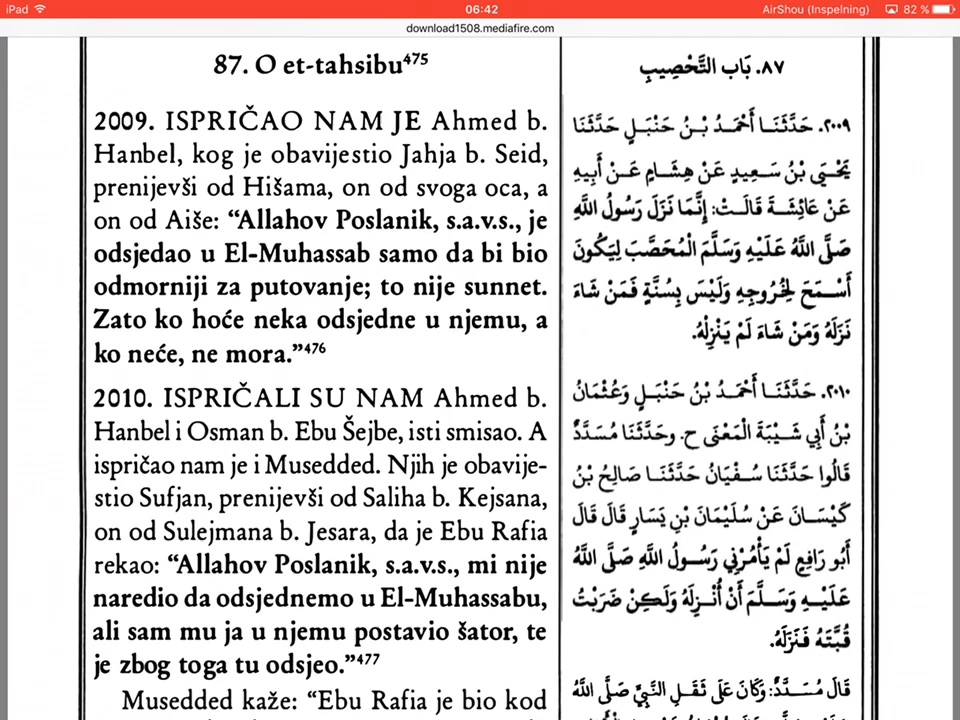 iPad 06:42 AirShou (Inspelning) 82 %
download1508.mediafire.com
87. O et-tahsibu⁴⁷⁵
2009. ISPRIČAO NAM JE Ahmed b.
Hanbel, kog je obavijestio Jahja b. Seid,
prenijevši od Hišama, on od svoga oca, a
on od Aiše: “Allahov Poslanik, s.a.v.s., je
odsjedao u El-Muhassab samo da bi bio
odmorniji za putovanje; to nije sunnet.
Zato ko hoće neka odsjedne u njemu, a
ko neće, ne mora.”⁴⁷⁶
2010. ISPRIČALI SU NAM Ahmed b.
Hanbel i Osman b. Ebu Šejbe, isti smisao. A
ispričao nam je i Musedded. Njih je obavije-
stio Sufjan, prenijevši od Saliha b. Kejsana,
on od Sulejmana b. Jesara, da je Ebu Rafia
rekao: “Allahov Poslanik, s.a.v.s., mi nije
naredio da odsjednemo u El-Muhassabu,
ali sam mu ja u njemu postavio šator, te
je zbog toga tu odsjeo.”⁴⁷⁷
Musedded kaže: “Ebu Rafia je bio kod
٨٧. بَاب التَّحْصِيبِ
٢٠٠٩. حَدَّثَنَا أَحْمَدُ بْنُ حَنْبَلٍ حَدَّثَنَا
يَحْيَى بْنُ سَعِيدٍ عَنْ هِشَامٍ عَنْ أَبِيهِ
عَنْ عَائِشَةَ قَالَتْ: إِنَّمَا نَزَلَ رَسُولُ اللَّهِ
صَلَّى اللَّهُ عَلَيْهِ وَسَلَّمَ الْمُحَصَّبَ لِيَكُونَ
أَسْمَحَ لِخُرُوجِهِ وَلَيْسَ بِسُنَّةٍ فَمَنْ شَاءَ
نَزَلَهُ وَمَنْ شَاءَ لَمْ يَنْزِلْهُ.
٢٠١٠. حَدَّثَنَا أَحْمَدُ بْنُ حَنْبَلٍ وَعُثْمَانُ
بْنُ أَبِي شَيْبَةَ الْمَعْنَى ح. وحَدَّثَنَا مُسَدَّدٌ
قَالُوا حَدَّثَنَا سُفْيَانُ حَدَّثَنَا صَالِحُ بْنُ
كَيْسَانَ عَنْ سُلَيْمَانَ بْنِ يَسَارٍ قَالَ قَالَ
أَبُو رَافِعٍ لَمْ يَأْمُرْنِي رَسُولُ اللَّهِ صَلَّى اللَّهُ
عَلَيْهِ وَسَلَّمَ أَنْ أُنْزِلَهُ وَلَكِنْ ضَرَبْتُ
قُبَّتَهُ فَنَزَلَهُ.
قَالَ مُسَدَّدٌ: وَكَانَ عَلَى ثَقَلِ النَّبِيِّ صَلَّى اللَّهُ